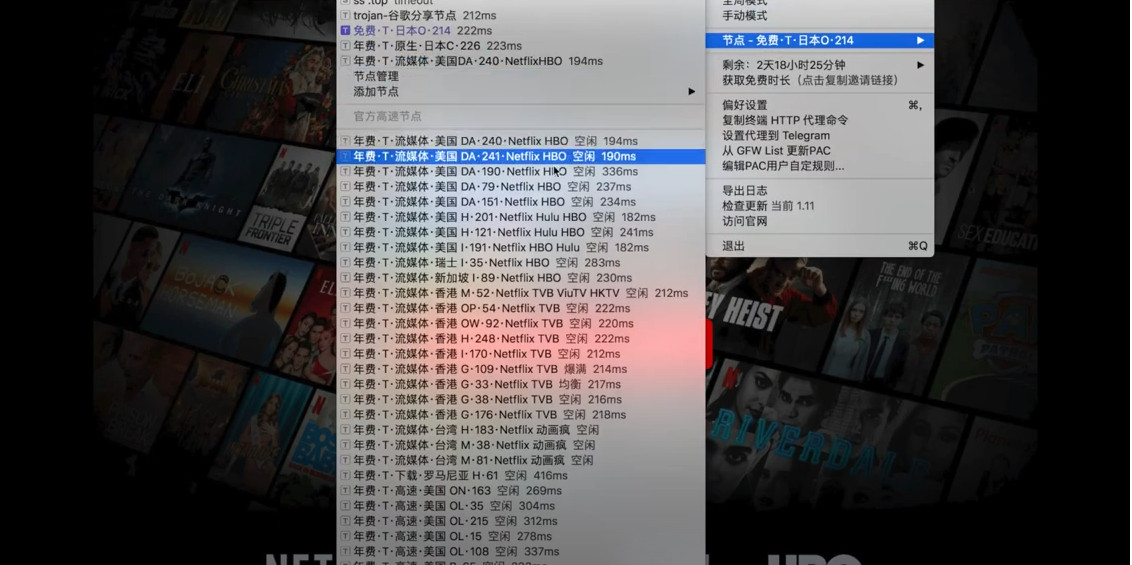 ss .top timeout
trojan-谷歌分享节点 212ms
免费·T·日本O·214 222ms
年费·T·原生·日本C·226 223ms
年费·T·流媒体·美国DA·240·NetflixHBO 194ms
节点管理
添加节点
官方高速节点
年费·T·流媒体·美国 DA·240·Netflix HBO 空闲 194ms
年费·T·流媒体·美国 DA·241·Netflix HBO 空闲 190ms
年费·T·流媒体·美国 DA·190·Netflix HBO 空闲 336ms
年费·T·流媒体·美国 DA·79·Netflix HBO 空闲 237ms
年费·T·流媒体·美国 DA·151·Netflix HBO 空闲 234ms
年费·T·流媒体·美国 H·201·Netflix Hulu HBO 空闲 182ms
年费·T·流媒体·美国 H·121·Netflix Hulu HBO 空闲 241ms
年费·T·流媒体·美国 I·191·Netflix HBO Hulu 空闲 182ms
年费·T·流媒体·瑞士 I·35·Netflix HBO 空闲 283ms
年费·T·流媒体·新加坡 I·89·Netflix HBO 空闲 230ms
年费·T·流媒体·香港 M·52·Netflix TVB ViuTV HKTV 空闲 212ms
年费·T·流媒体·香港 OP·54·Netflix TVB 空闲 222ms
年费·T·流媒体·香港 OW·92·Netflix TVB 空闲 220ms
年费·T·流媒体·香港 H·248·Netflix TVB 空闲 222ms
年费·T·流媒体·香港 I·170·Netflix TVB 空闲 212ms
年费·T·流媒体·香港 G·109·Netflix TVB 爆满 214ms
年费·T·流媒体·香港 G·33·Netflix TVB 均衡 217ms
年费·T·流媒体·香港 G·38·Netflix TVB 空闲 216ms
年费·T·流媒体·香港 G·176·Netflix TVB 空闲 218ms
年费·T·流媒体·台湾 H·183·Netflix 动画疯 空闲
年费·T·流媒体·台湾 M·38·Netflix 动画疯 空闲
年费·T·流媒体·台湾 M·81·Netflix 动画疯 空闲
年费·T·下载·罗马尼亚 H·61 空闲 416ms
年费·T·高速·美国 ON·163 空闲 269ms
年费·T·高速·美国 OL·35 空闲 304ms
年费·T·高速·美国 OL·215 空闲 312ms
年费·T·高速·美国 OL·15 空闲 278ms
年费·T·高速·美国 OL·108 空闲 337ms
全局模式
手动模式
节点 - 免费·T·日本O·214
剩余：2天18小时25分钟
获取免费时长（点击复制邀请链接）
偏好设置 ⌘,
复制终端 HTTP 代理命令
设置代理到 Telegram
从 GFW List 更新PAC
编辑PAC用户自定规则...
导出日志
检查更新 当前 1.11
访问官网
退出 ⌘Q
ELI
TRIPLE
FRONTIER
BOJACK
HORSEMAN
SEX EDUCATI
THE END OF THE
F***ING WORLD
EY HEIST
RIVERDALE
NET
HBO